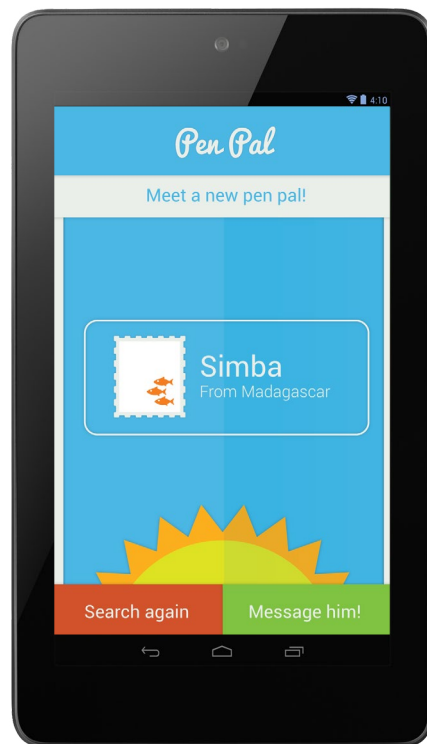 4:10
Pen Pal
Meet a new pen pal!
Simba
From Madagascar
Search again
Message him!